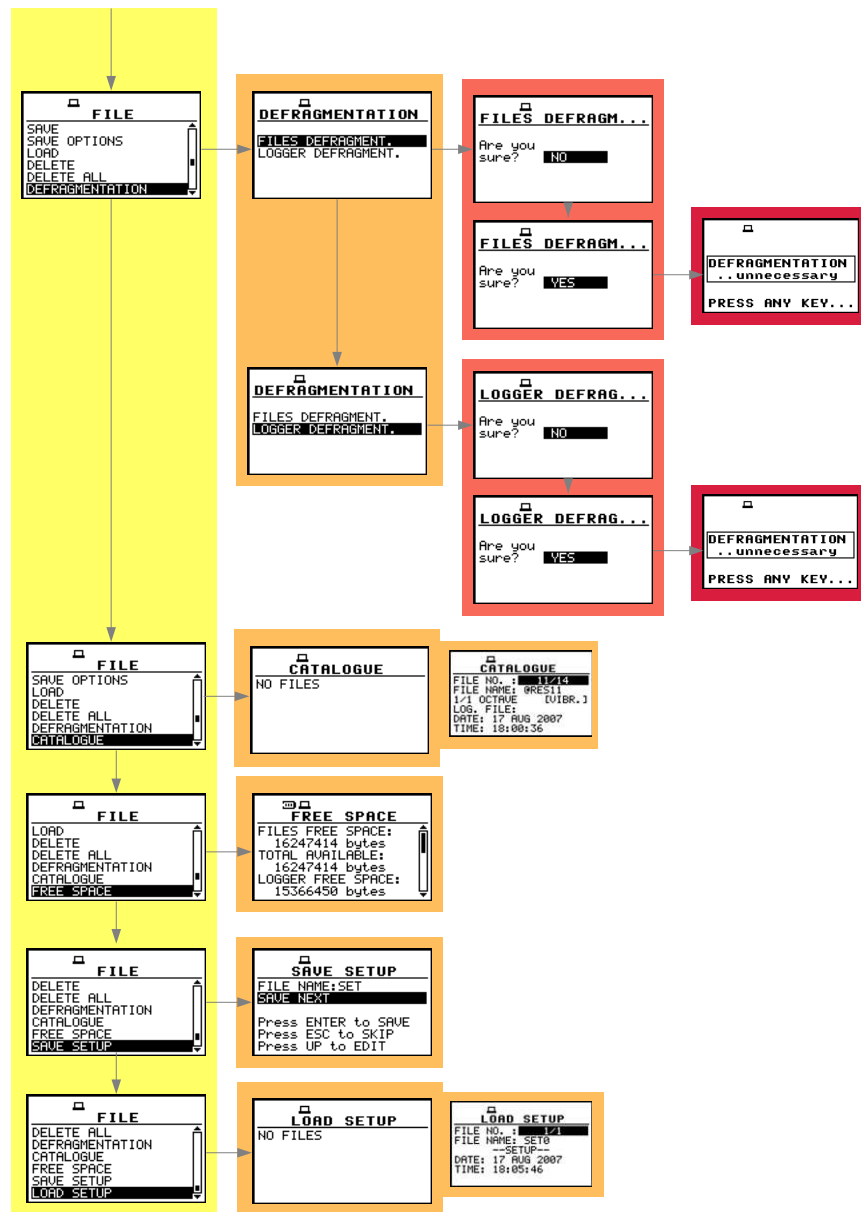 FILE
SAVE
SAVE OPTIONS
LOAD
DELETE
DELETE ALL
DEFRAGMENTATION
DEFRAGMENTATION
FILES DEFRAGMENT.
LOGGER DEFRAGMENT.
FILES DEFRAGM...
Are you
sure? NO
FILES DEFRAGM...
Are you
sure? YES
DEFRAGMENTATION
..unnecessary
PRESS ANY KEY...
DEFRAGMENTATION
FILES DEFRAGMENT.
LOGGER DEFRAGMENT.
LOGGER DEFRAG...
Are you
sure? NO
LOGGER DEFRAG...
Are you
sure? YES
DEFRAGMENTATION
..unnecessary
PRESS ANY KEY...
FILE
SAVE OPTIONS
LOAD
DELETE
DELETE ALL
DEFRAGMENTATION
CATALOGUE
CATALOGUE
NO FILES
CATALOGUE
FILE NO. : 11/14
FILE NAME: @RES11
1/1 OCTAVE [VIBR.]
LOG. FILE:
DATE: 17 AUG 2007
TIME: 18:00:36
FILE
LOAD
DELETE
DELETE ALL
DEFRAGMENTATION
CATALOGUE
FREE SPACE
FREE SPACE
FILES FREE SPACE:
16247414 bytes
TOTAL AVAILABLE:
16247414 bytes
LOGGER FREE SPACE:
15366450 bytes
FILE
DELETE
DELETE ALL
DEFRAGMENTATION
CATALOGUE
FREE SPACE
SAVE SETUP
SAVE SETUP
FILE NAME:SET
SAVE NEXT
Press ENTER to SAVE
Press ESC to SKIP
Press UP to EDIT
FILE
DELETE ALL
DEFRAGMENTATION
CATALOGUE
FREE SPACE
SAVE SETUP
LOAD SETUP
LOAD SETUP
NO FILES
LOAD SETUP
FILE NO. : 1/1
FILE NAME: SET0
--SETUP--
DATE: 17 AUG 2007
TIME: 18:05:46